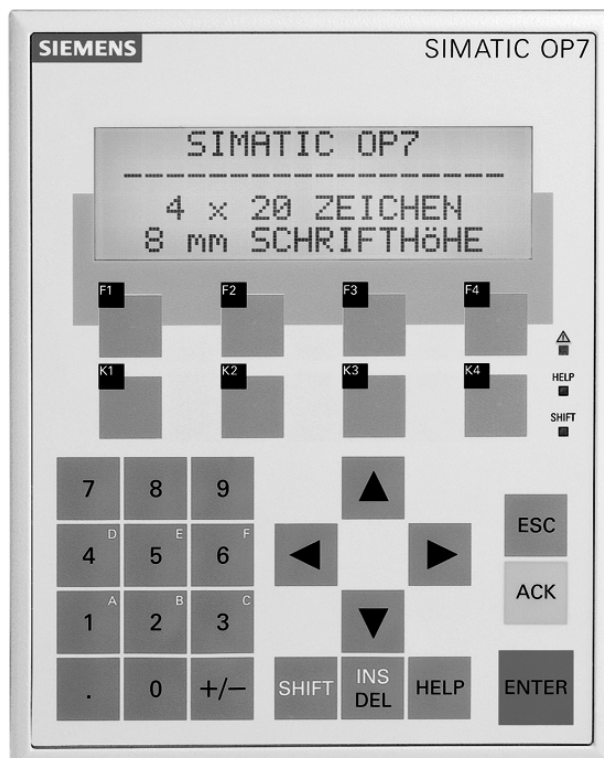 SIEMENS
SIMATIC OP7
SIMATIC OP7
------------------
4 x 20 ZEICHEN
8 mm SCHRIFTHöHE
F1 F2 F3 F4
K1 K2 K3 K4
HELP
SHIFT
7 8 9
4 D 5 E 6 F
ESC
1 A 2 B 3 C
ACK
. 0 +/− SHIFT INS DEL HELP ENTER